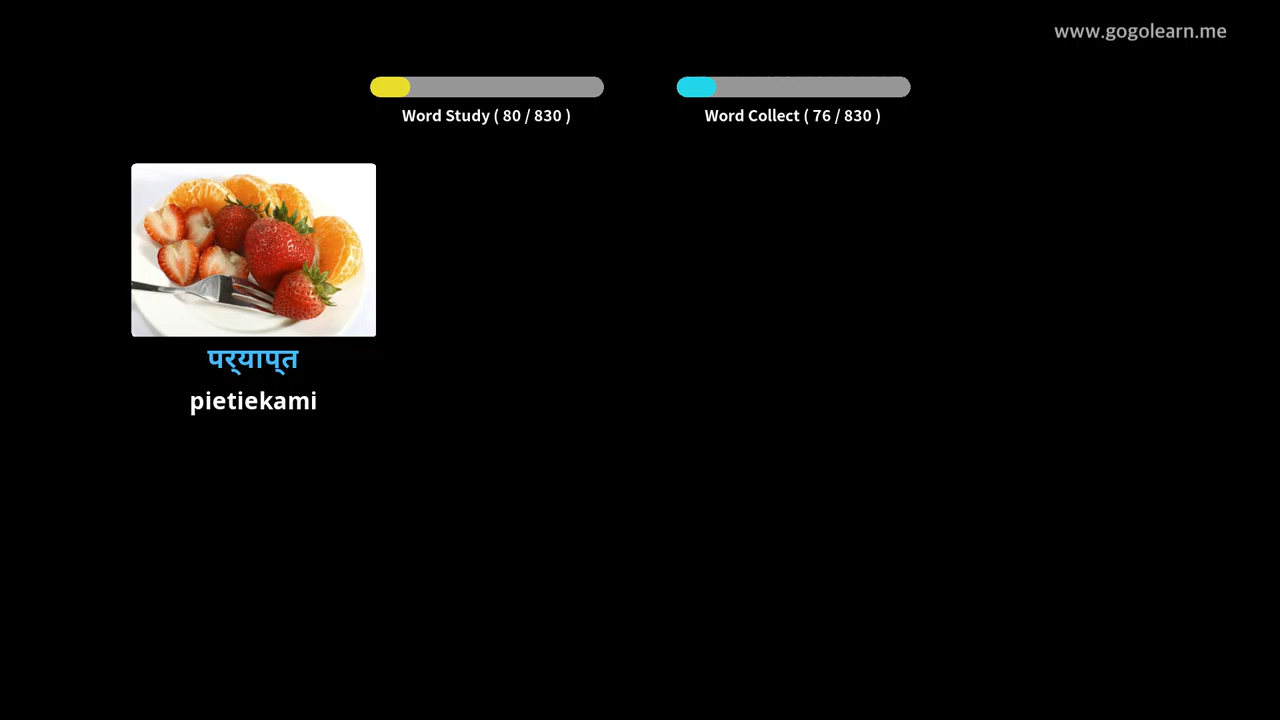 www.gogolearn.me
Word Study ( 80 / 830 )
Word Collect ( 76 / 830 )
पर्‌याप्‌त
pietiekami